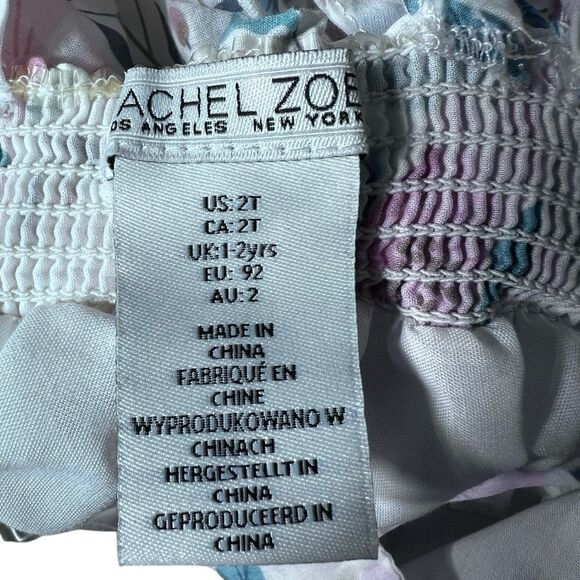 ACHEL ZOE
OS ANGELES NEW YORK
US: 2T
CA: 2T
UK:1-2yrs
EU: 92
AU: 2
MADE IN
CHINA
FABRIQUÉ EN
CHINE
WYPRODUKOWANO W
CHINACH
HERGESTELLT IN
CHINA
GEPRODUCEERD IN
CHINA